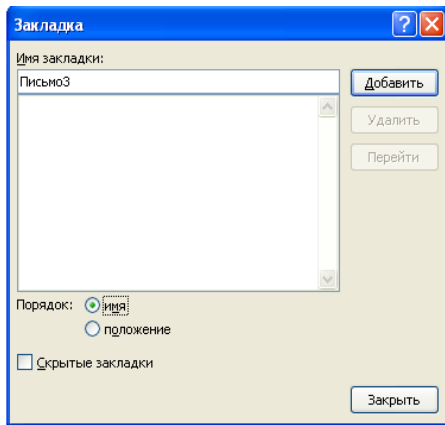 Закладка
Имя закладки:
Письмо3
Добавить
Удалить
Перейти
Порядок:
имя
положение
Скрытые закладки
Закрыть